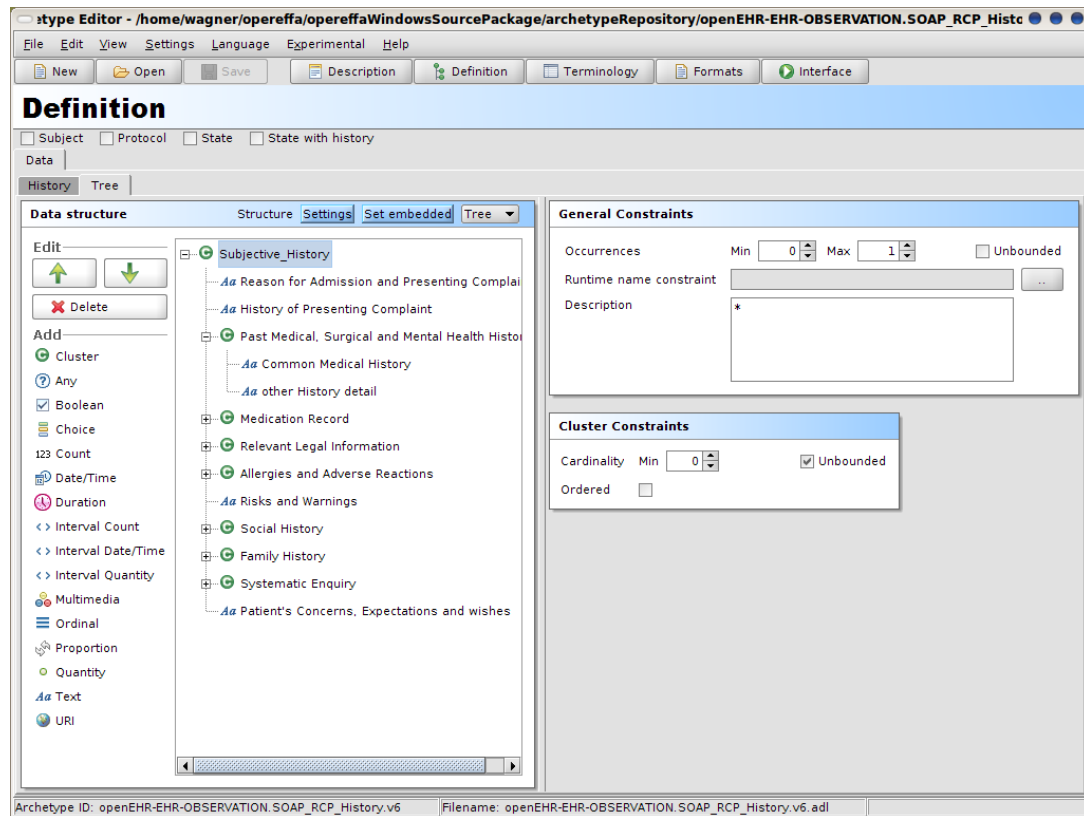 etype Editor - /home/wagner/opereffa/opereffaWindowsSourcePackage/archetypeRepository/openEHR-EHR-OBSERVATION.SOAP_RCP_Histo
File Edit View Settings Language Experimental Help
New Open Save Description Definition Terminology Formats Interface
Definition
Subject Protocol State State with history
Data
History Tree
Data structure Structure Settings Set embedded Tree
Edit
Delete
Add
Cluster
Any
Boolean
Choice
123 Count
Date/Time
Duration
Interval Count
Interval Date/Time
Interval Quantity
Multimedia
Ordinal
Proportion
Quantity
Aa Text
URI
Subjective_History
Aa Reason for Admission and Presenting Complai
Aa History of Presenting Complaint
Past Medical, Surgical and Mental Health Histor
Aa Common Medical History
Aa other History detail
Medication Record
Relevant Legal Information
Allergies and Adverse Reactions
Aa Risks and Warnings
Social History
Family History
Systematic Enquiry
Aa Patient's Concerns, Expectations and wishes
General Constraints
Occurrences Min 0 Max 1 Unbounded
Runtime name constraint ..
Description *
Cluster Constraints
Cardinality Min 0 Unbounded
Ordered
Archetype ID: openEHR-EHR-OBSERVATION.SOAP_RCP_History.v6 Filename: openEHR-EHR-OBSERVATION.SOAP_RCP_History.v6.adl